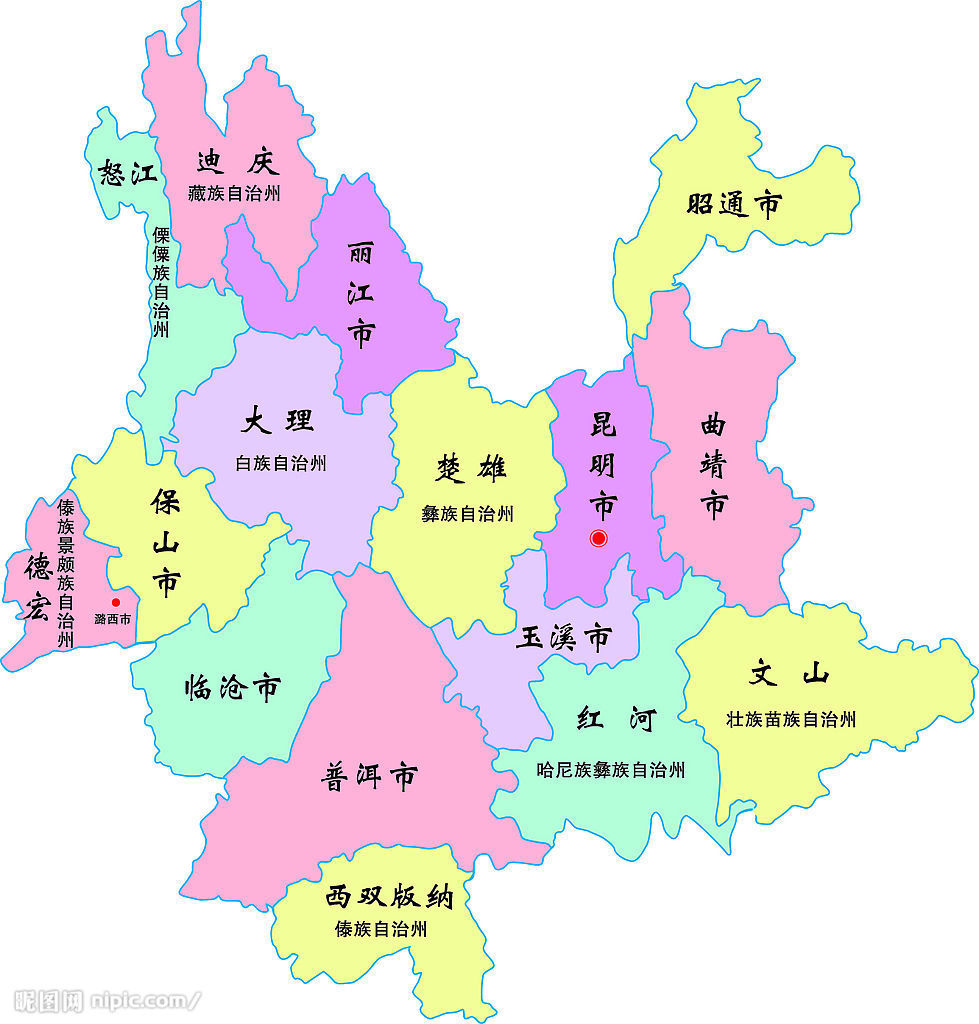 迪庆
藏族自治州
怒江
傈僳族自治州
昭通市
丽江市
大理
白族自治州
楚雄
彝族自治州
昆明市
曲靖市
保山市
德宏
傣族景颇族自治州
潞西市
临沧市
玉溪市
文山
壮族苗族自治州
红河
哈尼族彝族自治州
普洱市
西双版纳
傣族自治州
昵图网 nipic.com/